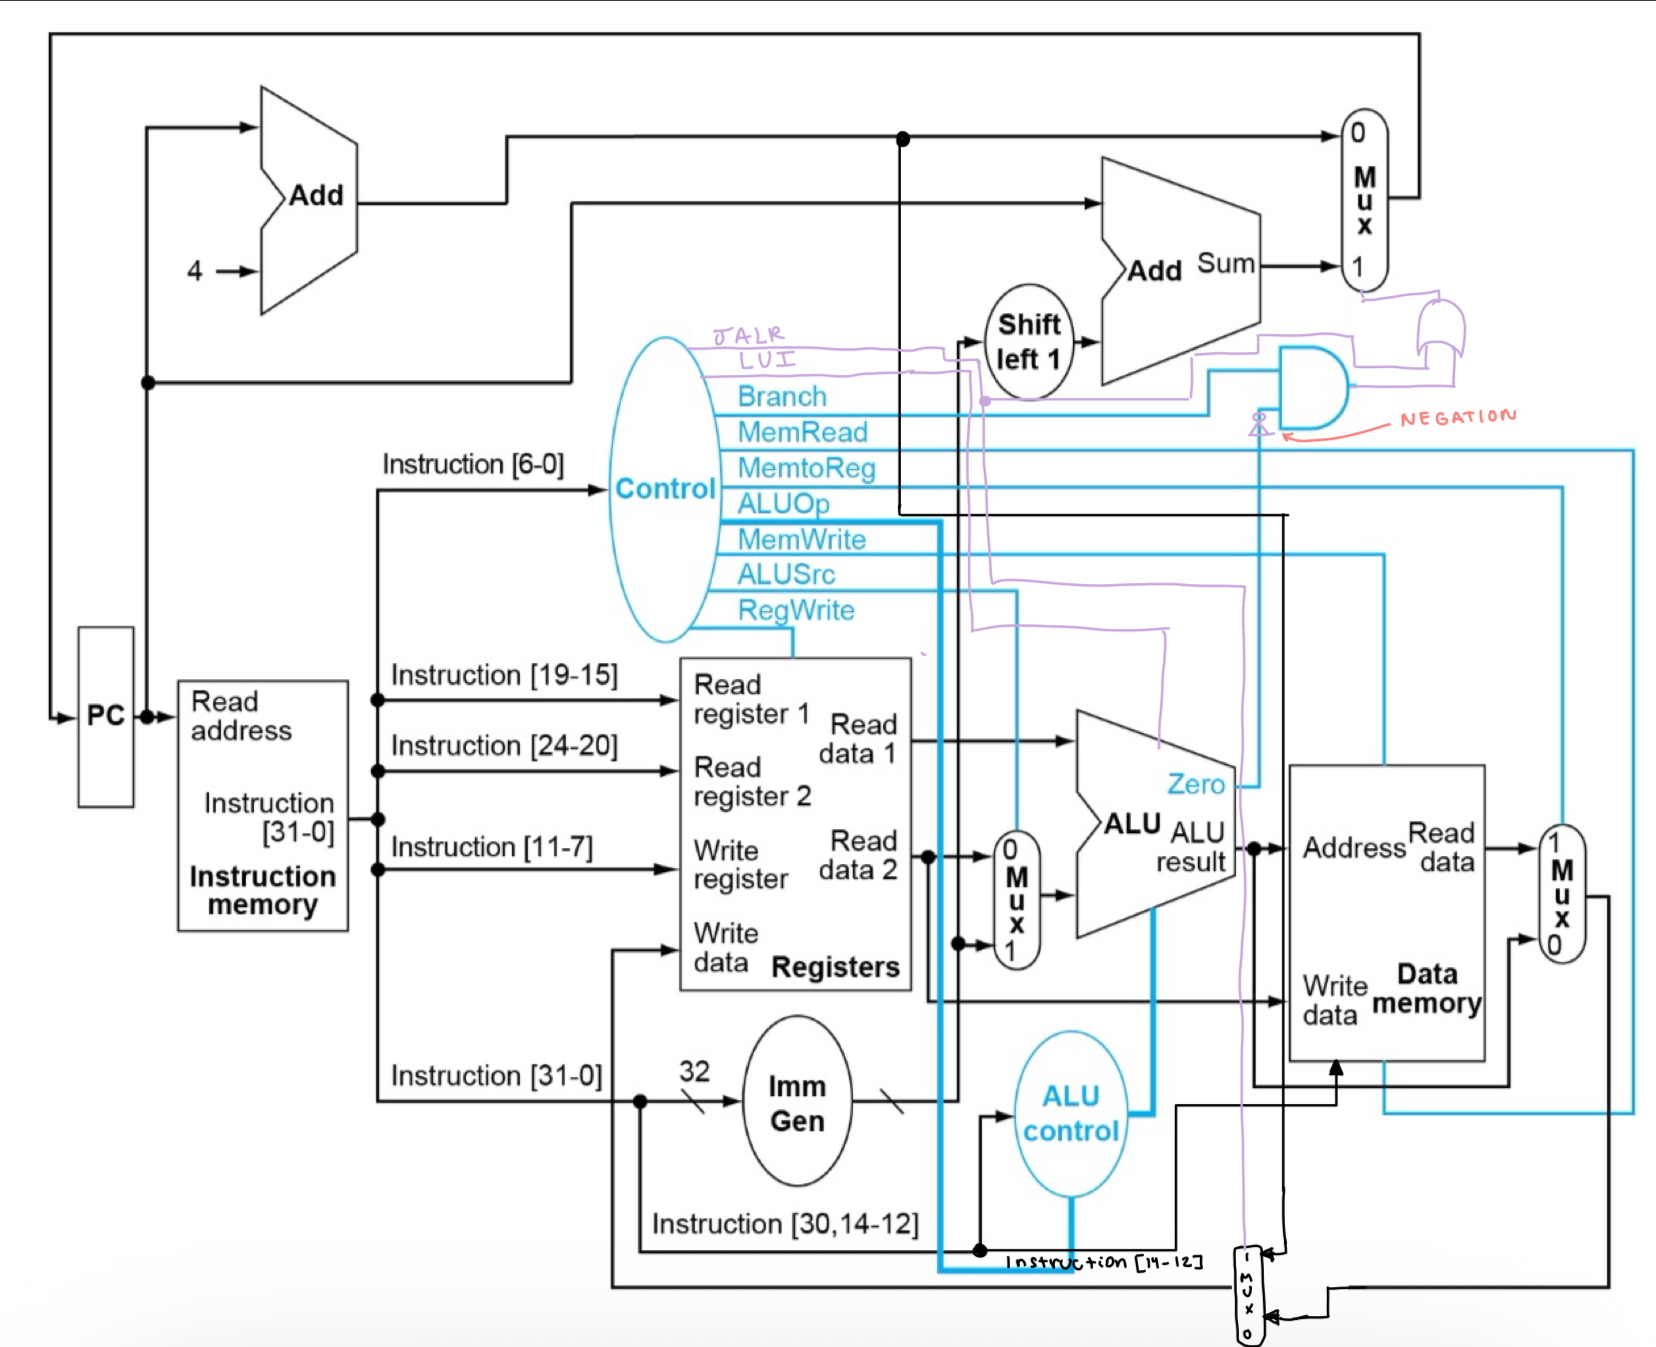 Add
4
Add Sum
0
Mux
1
Shift
left 1
JALR
LUI
Branch
MemRead
MemtoReg
ALUOp
MemWrite
ALUSrc
RegWrite
Control
NEGATION
Instruction [6-0]
Instruction [19-15]
Instruction [24-20]
Instruction [11-7]
Instruction [31-0]
PC
Read
address
Instruction
[31-0]
Instruction
memory
Read
register 1
Read
register 2
Write
register
Write
data
Read
data 1
Read
data 2
Registers
0
Mux
1
Zero
ALU
ALU
result
Address
Read
data
Write
data
Data
memory
1
Mux
0
32
Imm
Gen
ALU
control
Instruction [30,14-12]
Instruction [14-12]
1
MUX
0